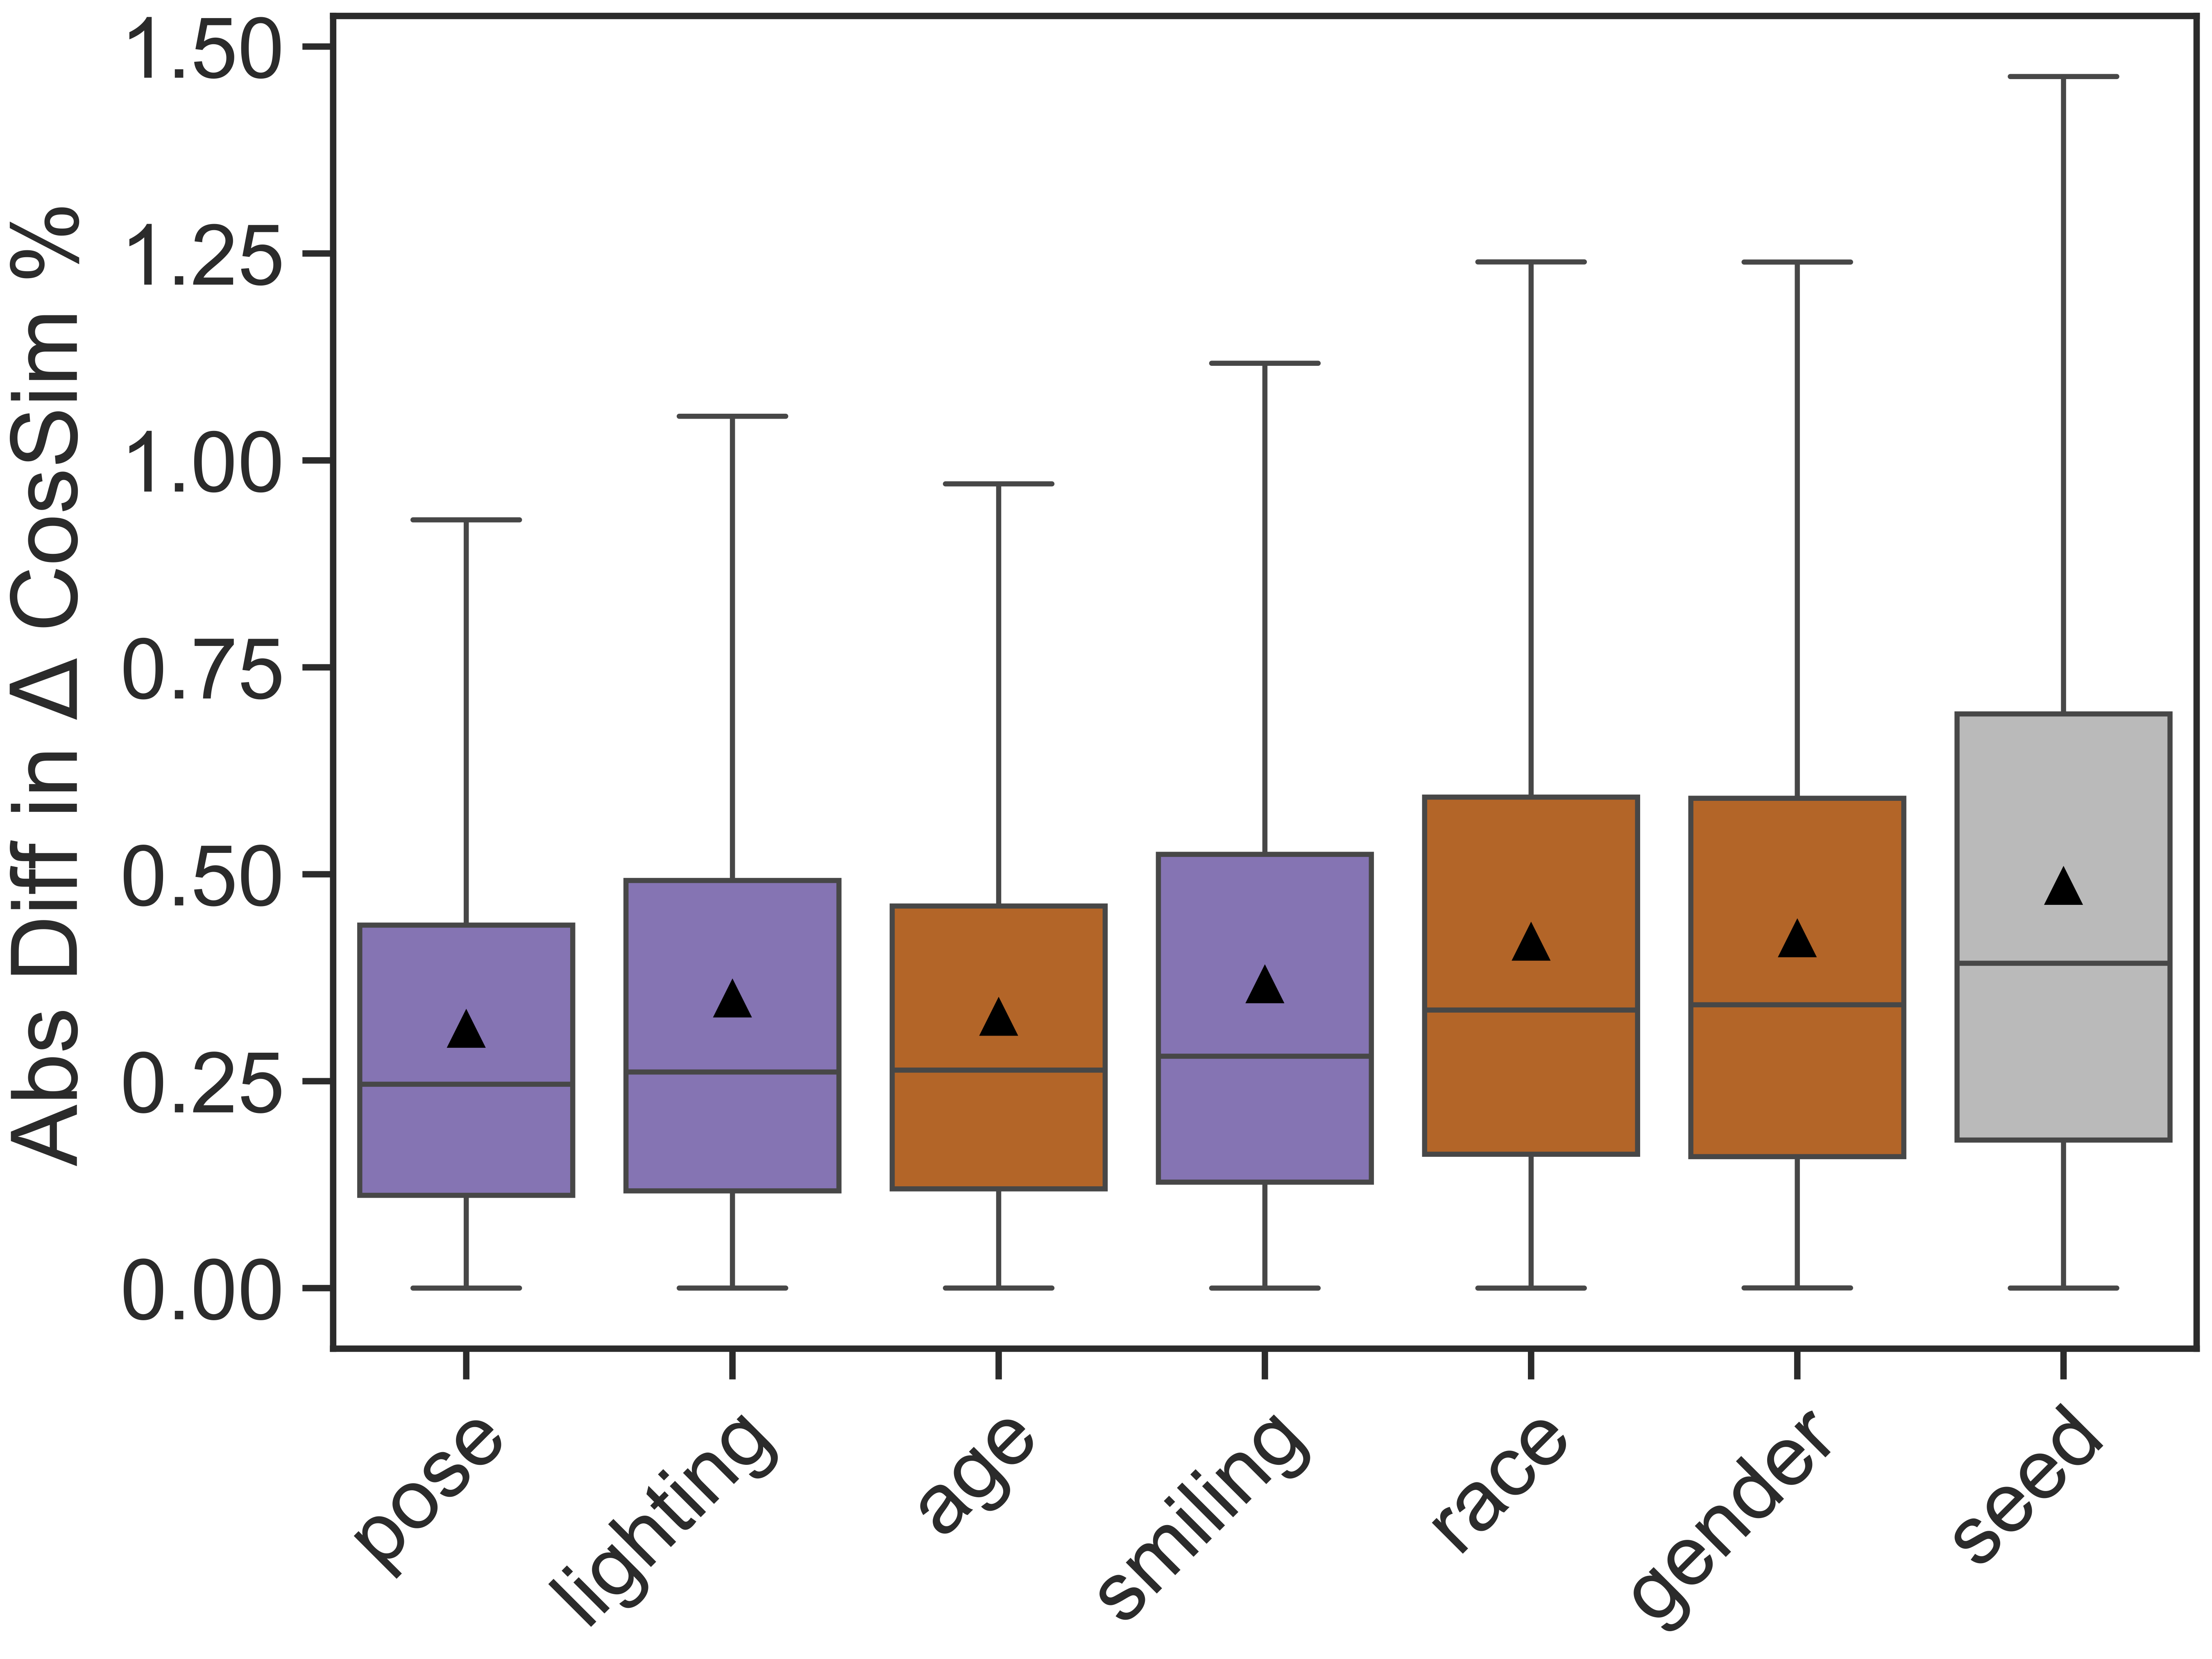 Abs Diff in Δ CosSim %
1.50
1.25
1.00
0.75
0.50
0.25
0.00
pose
lighting
age
smiling
race
gender
seed